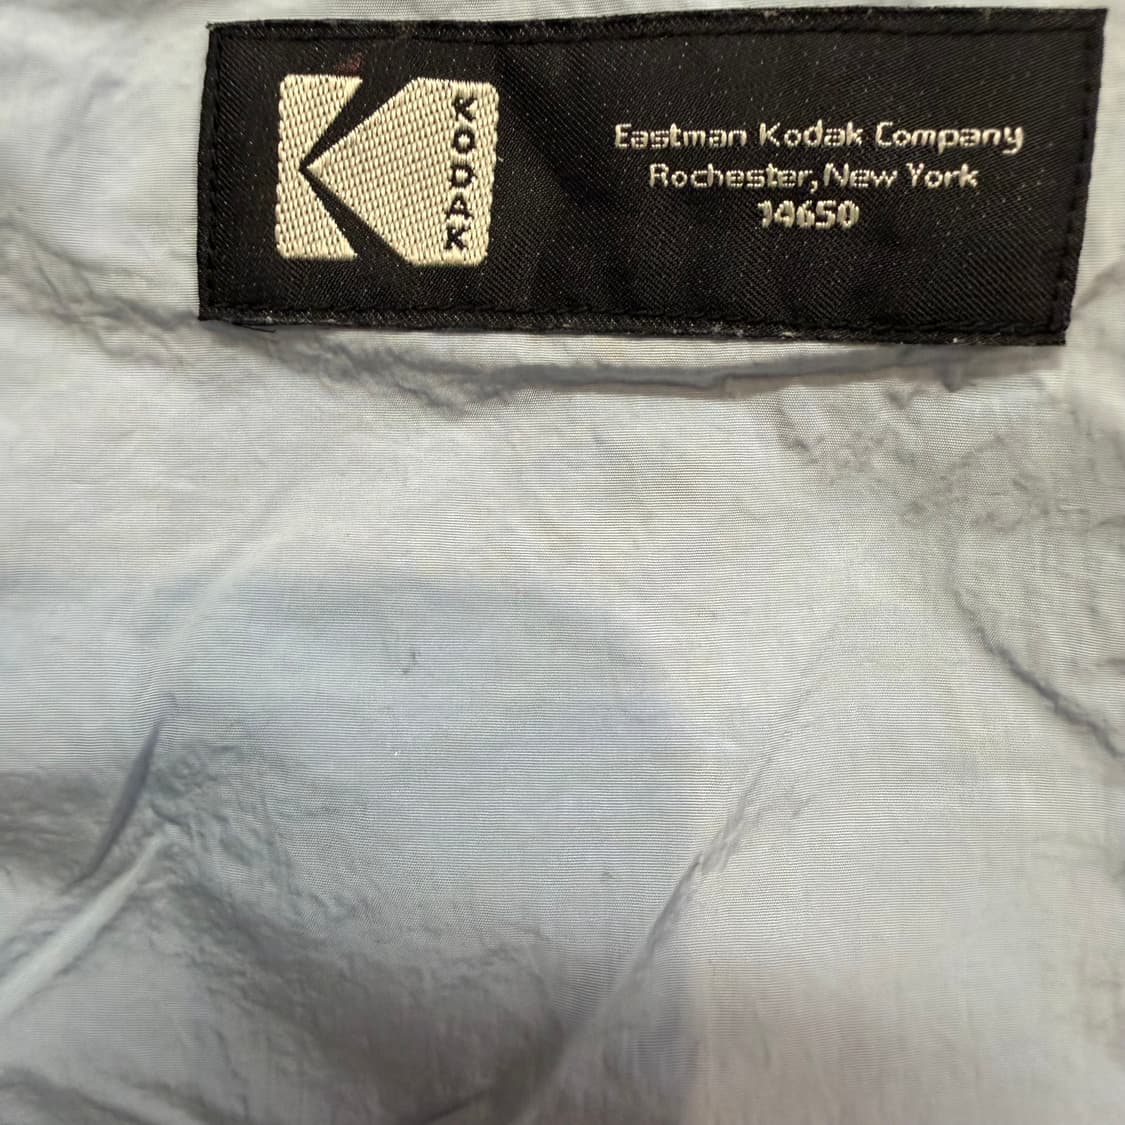 KODAK
Eastman Kodak Company
Rochester, New York
14650